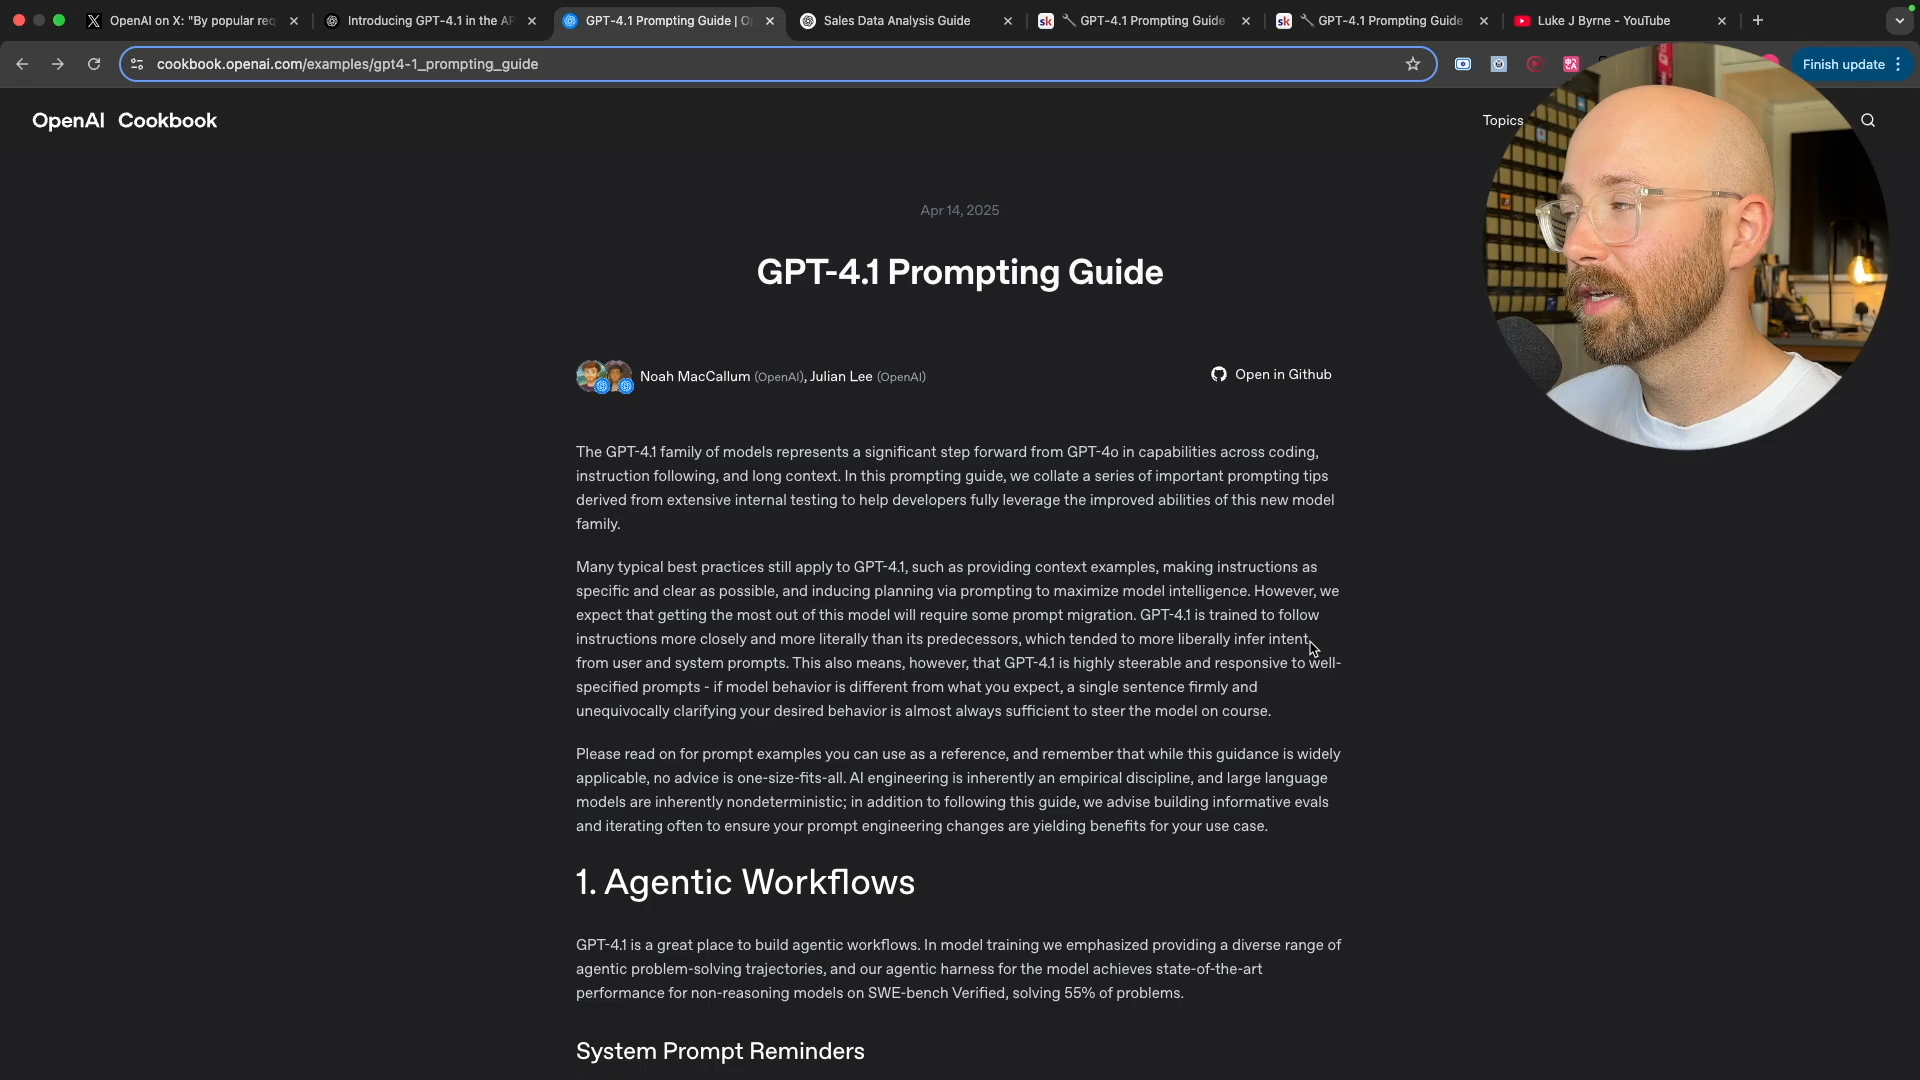 OpenAI on X: "By popular req
Introducing GPT-4.1 in the AP
GPT-4.1 Prompting Guide | O
Sales Data Analysis Guide
sk GPT-4.1 Prompting Guide
sk GPT-4.1 Prompting Guide
Luke J Byrne - YouTube
cookbook.openai.com/examples/gpt4-1_prompting_guide
Finish update
OpenAI Cookbook
Topics
Apr 14, 2025
GPT-4.1 Prompting Guide
Noah MacCallum (OpenAI), Julian Lee (OpenAI)
Open in Github
The GPT-4.1 family of models represents a significant step forward from GPT-4o in capabilities across coding,
instruction following, and long context. In this prompting guide, we collate a series of important prompting tips
derived from extensive internal testing to help developers fully leverage the improved abilities of this new model
family.
Many typical best practices still apply to GPT-4.1, such as providing context examples, making instructions as
specific and clear as possible, and inducing planning via prompting to maximize model intelligence. However, we
expect that getting the most out of this model will require some prompt migration. GPT-4.1 is trained to follow
instructions more closely and more literally than its predecessors, which tended to more liberally infer intent
from user and system prompts. This also means, however, that GPT-4.1 is highly steerable and responsive to well-
specified prompts - if model behavior is different from what you expect, a single sentence firmly and
unequivocally clarifying your desired behavior is almost always sufficient to steer the model on course.
Please read on for prompt examples you can use as a reference, and remember that while this guidance is widely
applicable, no advice is one-size-fits-all. AI engineering is inherently an empirical discipline, and large language
models are inherently nondeterministic; in addition to following this guide, we advise building informative evals
and iterating often to ensure your prompt engineering changes are yielding benefits for your use case.
1. Agentic Workflows
GPT-4.1 is a great place to build agentic workflows. In model training we emphasized providing a diverse range of
agentic problem-solving trajectories, and our agentic harness for the model achieves state-of-the-art
performance for non-reasoning models on SWE-bench Verified, solving 55% of problems.
System Prompt Reminders